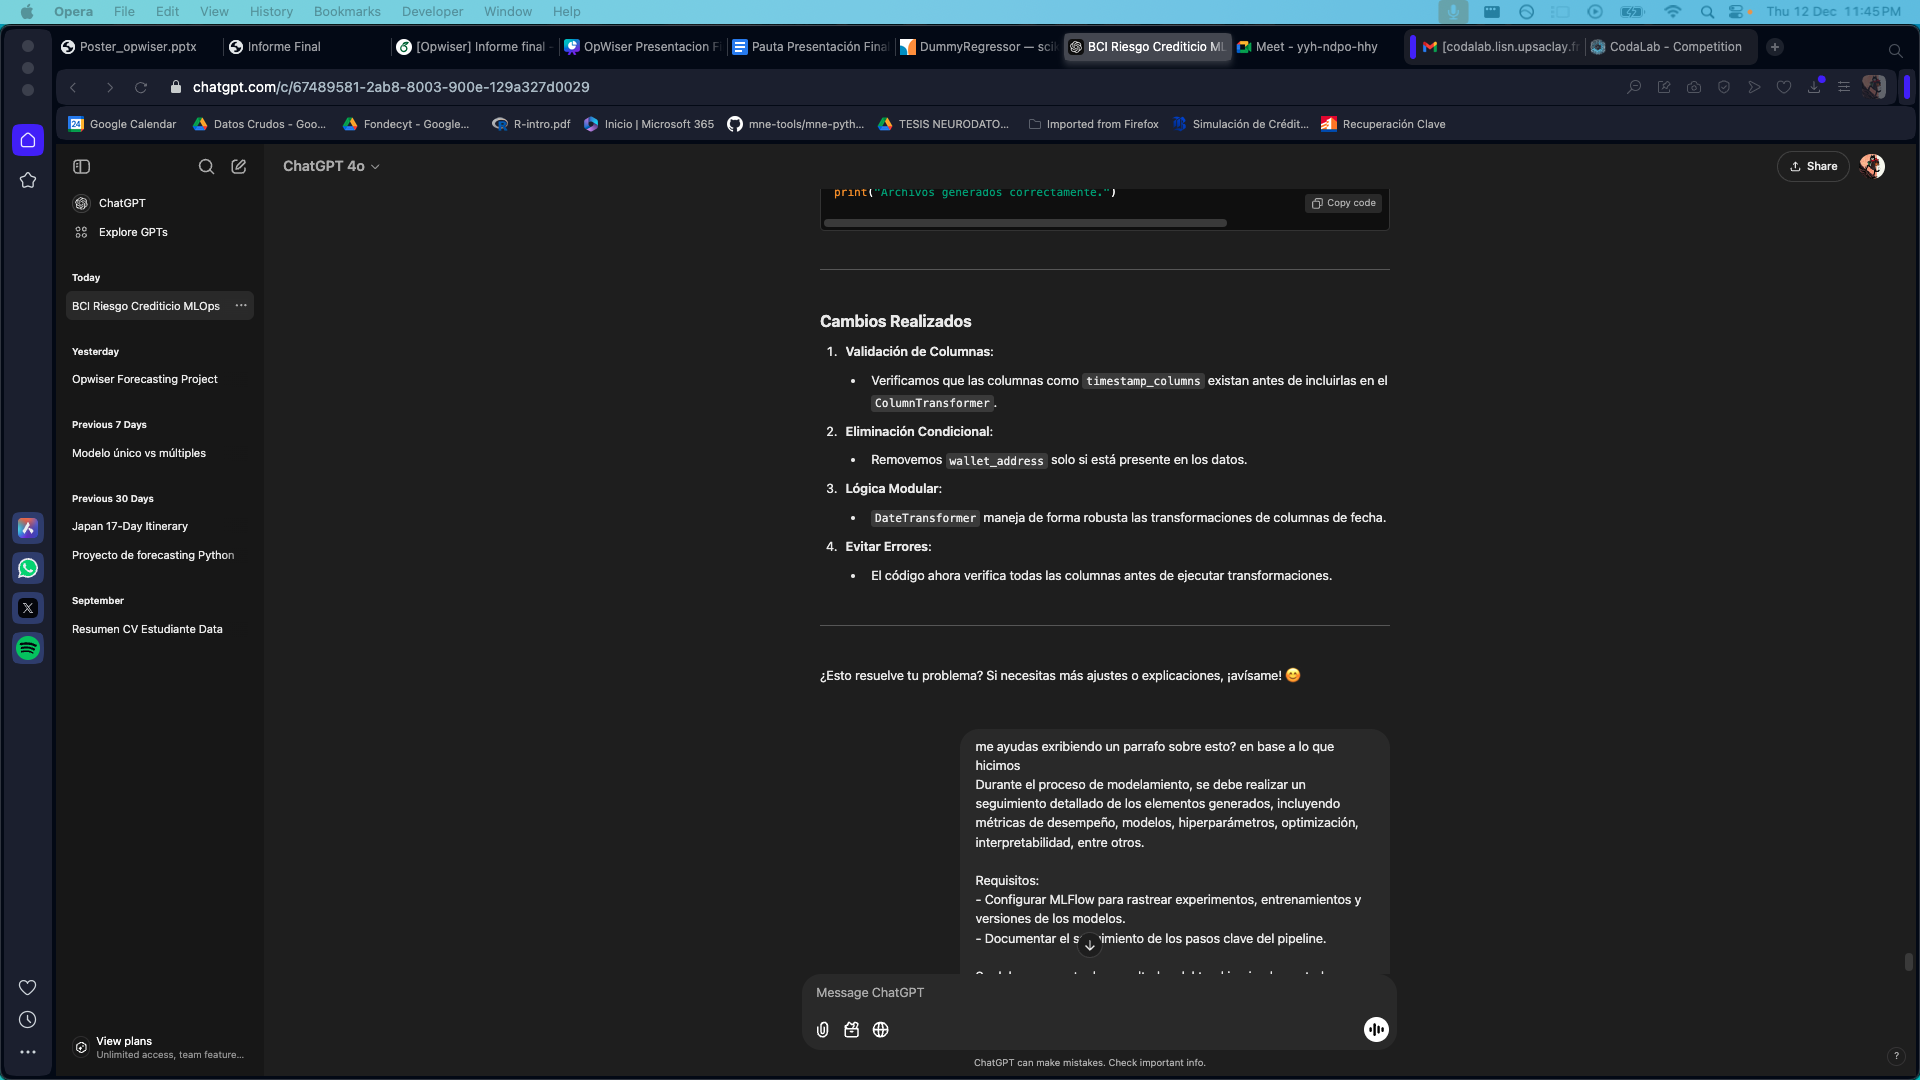 Opera File Edit View History Bookmarks Developer Window Help Thu 12 Dec 11:45 PM
Poster_opwiser.pptx Informe Final [Opwiser] Informe final - OpWiser Presentacion Fi Pauta Presentación Final DummyRegressor — scik BCI Riesgo Crediticio ML Meet - yyh-ndpo-hhy [codalab.lisn.upsaclay.fr CodaLab - Competition
chatgpt.com/c/67489581-2ab8-8003-900e-129a327d0029
Google Calendar Datos Crudos - Goo... Fondecyt - Google... R-intro.pdf Inicio | Microsoft 365 mne-tools/mne-pyth... TESIS NEURODATO... Imported from Firefox Simulación de Crédit... Recuperación Clave
ChatGPT 4o
Share
ChatGPT
Explore GPTs
Today
BCI Riesgo Crediticio MLOps
Yesterday
Opwiser Forecasting Project
Previous 7 Days
Modelo único vs múltiples
Previous 30 Days
Japan 17-Day Itinerary
Proyecto de forecasting Python
September
Resumen CV Estudiante Data
View plans
Unlimited access, team feature...
print("Archivos generados correctamente.")
Copy code
Cambios Realizados
1. Validación de Columnas:
• Verificamos que las columnas como timestamp_columns existan antes de incluirlas en el
ColumnTransformer.
2. Eliminación Condicional:
• Removemos wallet_address solo si está presente en los datos.
3. Lógica Modular:
• DateTransformer maneja de forma robusta las transformaciones de columnas de fecha.
4. Evitar Errores:
• El código ahora verifica todas las columnas antes de ejecutar transformaciones.
¿Esto resuelve tu problema? Si necesitas más ajustes o explicaciones, ¡avísame! 😊
me ayudas exribiendo un parrafo sobre esto? en base a lo que
hicimos
Durante el proceso de modelamiento, se debe realizar un
seguimiento detallado de los elementos generados, incluyendo
métricas de desempeño, modelos, hiperparámetros, optimización,
interpretabilidad, entre otros.
Requisitos:
- Configurar MLFlow para rastrear experimentos, entrenamientos y
versiones de los modelos.
- Documentar el seguimiento de los pasos clave del pipeline.
Message ChatGPT
ChatGPT can make mistakes. Check important info.
?